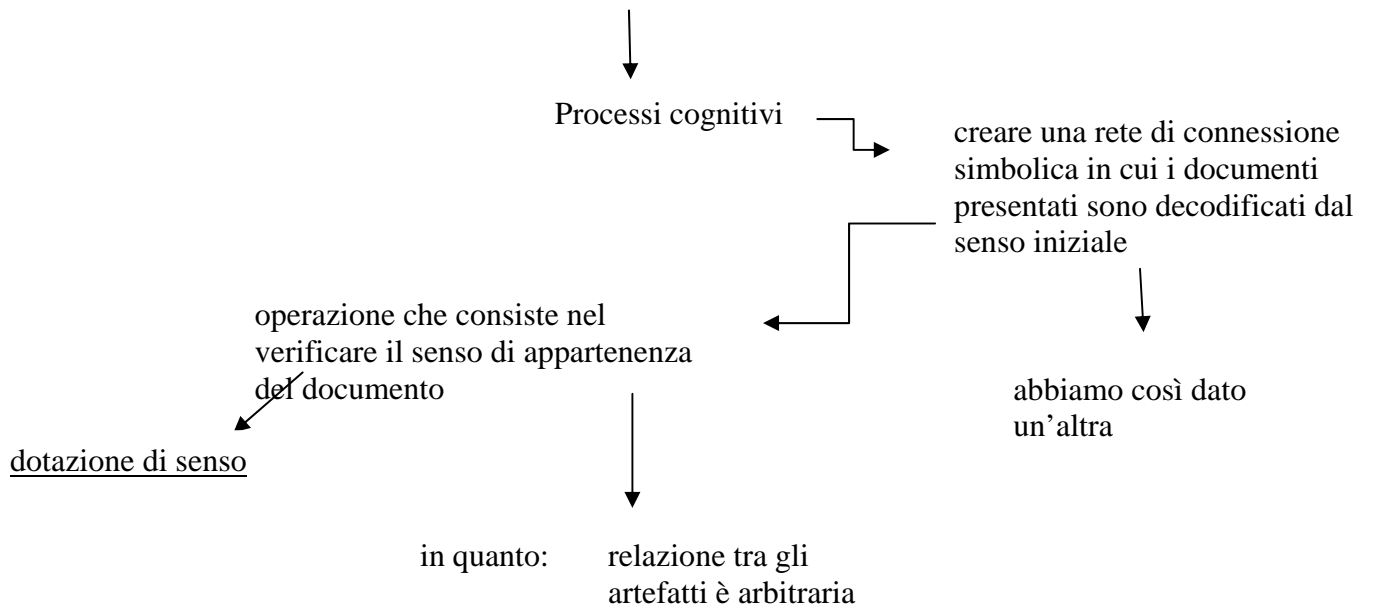 Processi cognitivi
creare una rete di connessione
simbolica in cui i documenti
presentati sono decodificati dal
senso iniziale
operazione che consiste nel
verificare il senso di appartenenza
del documento
abbiamo così dato
un’altra
dotazione di senso
in quanto: relazione tra gli
artefatti è arbitraria